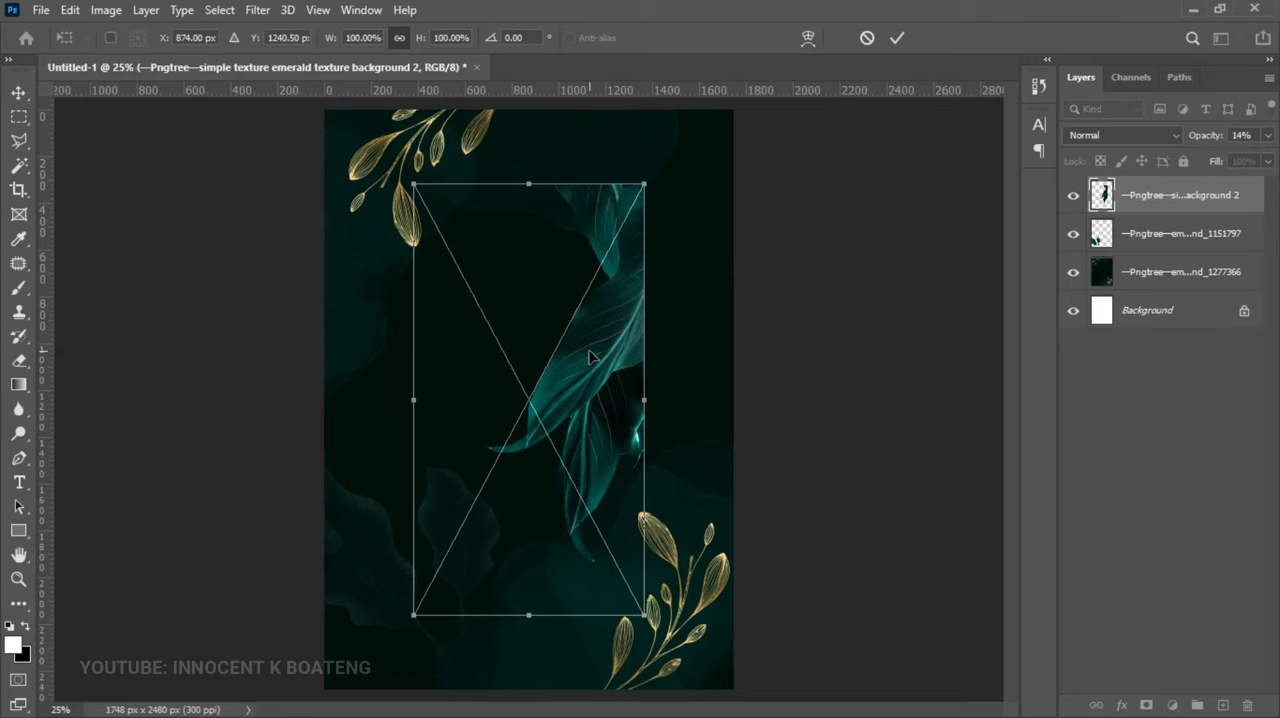 Ps File Edit Image Layer Type Select Filter 3D View Window Help
X: 874.00 px Y: 1240.50 px W: 100.00% H: 100.00% 0.00 ° Anti-alias
Untitled-1 @ 25% (—Pngtree—simple texture emerald texture background 2, RGB/8) * ×
200 1000 800 600 400 200 0 200 400 600 800 1000 1200 1400 1600 1800 2000 2200 2400 2600 2800
Layers Channels Paths
Kind
Normal Opacity: 14%
Lock: Fill: 100%
—Pngtree—si...ackground 2
—Pngtree—em...nd_1151797
—Pngtree—em...nd_1277366
Background
YOUTUBE: INNOCENT K BOATENG
25% 1748 px x 2480 px (300 ppi)